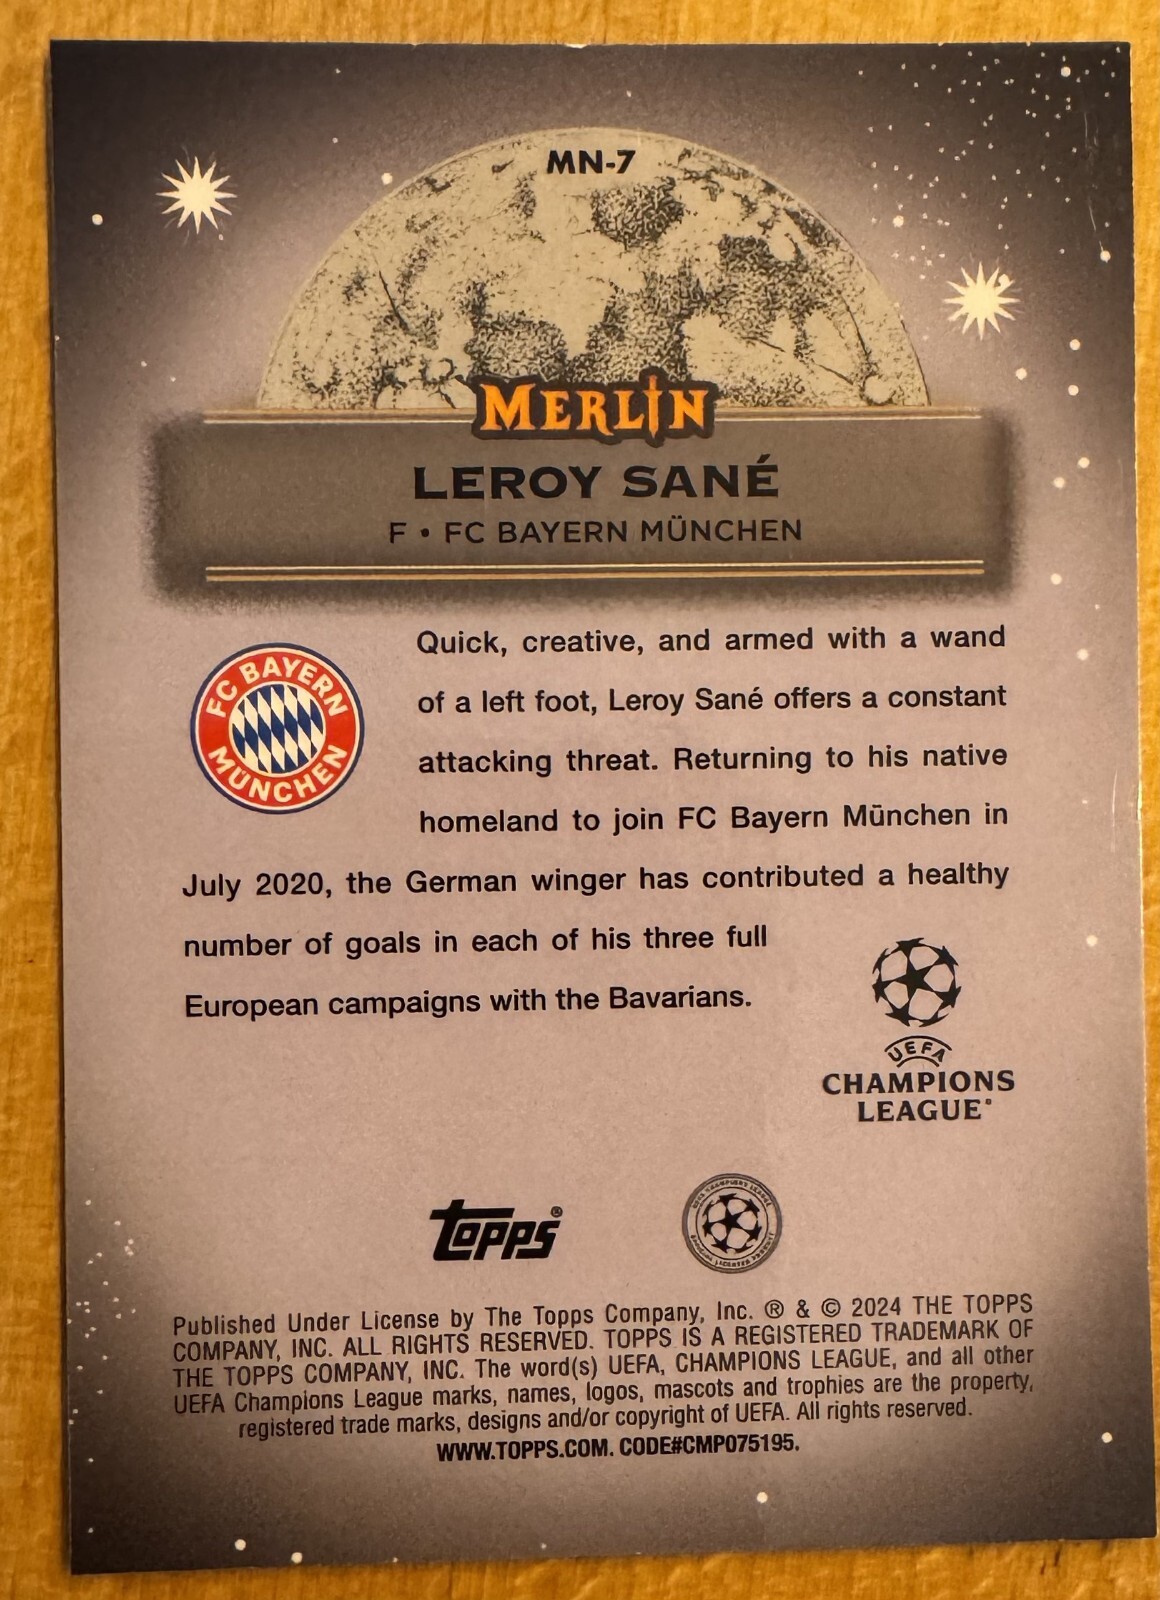 MN-7
MERLIN
LEROY SANÉ
F • FC BAYERN MÜNCHEN
FC BAYERN
MÜNCHEN
Quick, creative, and armed with a wand
of a left foot, Leroy Sané offers a constant
attacking threat. Returning to his native
homeland to join FC Bayern München in
July 2020, the German winger has contributed a healthy
number of goals in each of his three full
European campaigns with the Bavarians.
UEFA
CHAMPIONS
LEAGUE®
topps®
Published Under License by The Topps Company, Inc. ® & © 2024 THE TOPPS
COMPANY, INC. ALL RIGHTS RESERVED. TOPPS IS A REGISTERED TRADEMARK OF
THE TOPPS COMPANY, INC. The word(s) UEFA, CHAMPIONS LEAGUE, and all other
UEFA Champions League marks, names, logos, mascots and trophies are the property,
registered trade marks, designs and/or copyright of UEFA. All rights reserved.
WWW.TOPPS.COM. CODE#CMP075195.